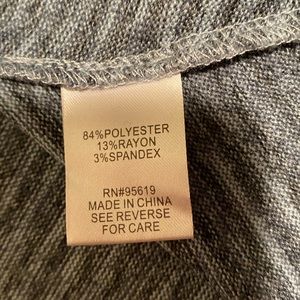 84%POLYESTER
13%RAYON
3%SPANDEX
RN#95619
MADE IN CHINA
SEE REVERSE
FOR CARE